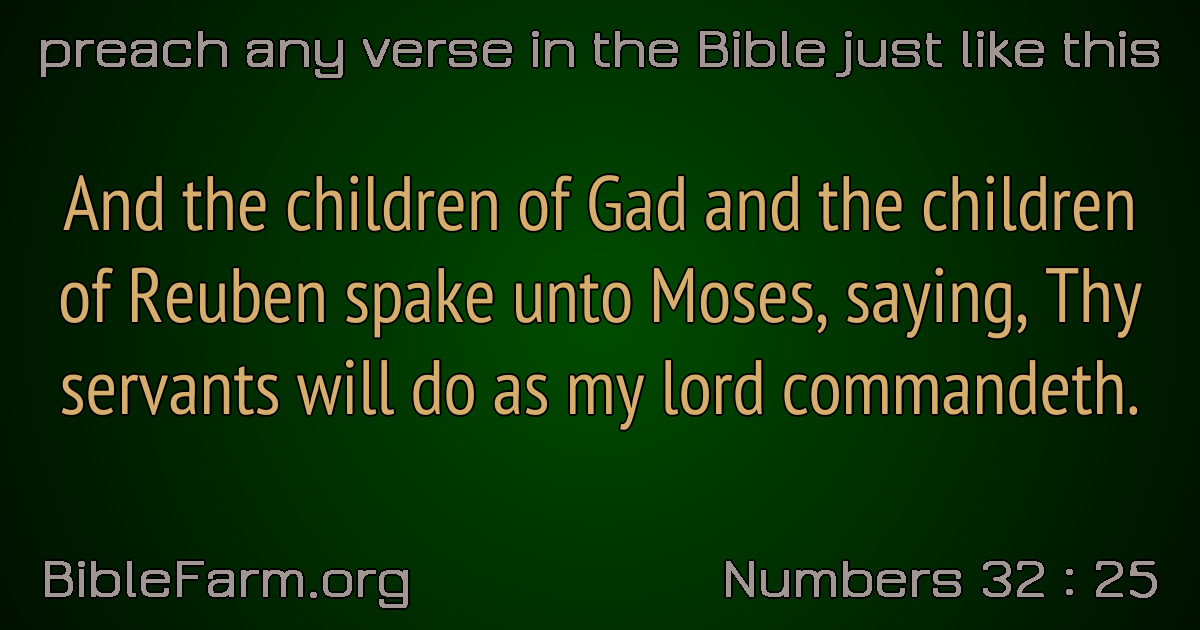 preach any verse in the Bible just like this
And the children of Gad and the children
of Reuben spake unto Moses, saying, Thy
servants will do as my lord commandeth.
BibleFarm.org
Numbers 32 : 25